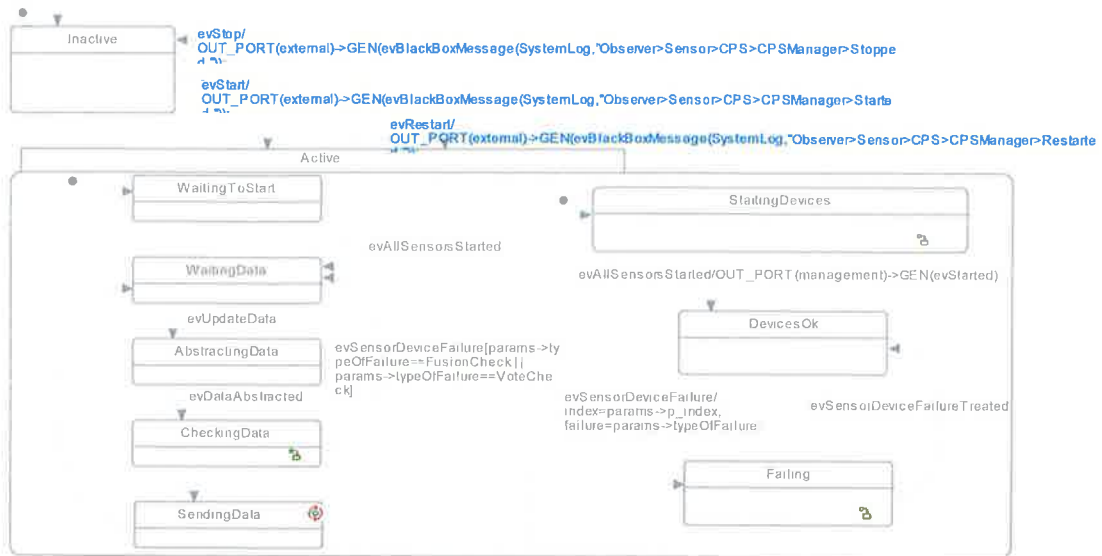 Inactive
evStop/
OUT_PORT(external)->GEN(evBlackBoxMessage(SystemLog,"Observer>Sensor>CPS>CPSManager>Stoppe
d."));
evStart/
OUT_PORT(external)->GEN(evBlackBoxMessage(SystemLog,"Observer>Sensor>CPS>CPSManager>Starte
evRestart/
OUT_PORT(external)->GEN(evBlackBoxMessage(SystemLog,"Observer>Sensor>CPS>CPSManager>Restarte
Active
WaitingToStart
StartingDevices
evAllSensorsStarted
WaitingData
evAllSensorsStarted/OUT_PORT(management)->GEN(evStarted)
evUpdateData
DevicesOk
AbstractingData
evSensorDeviceFailure[params->ty
peOfFailure==FusionCheck||
params->typeOfFailure==VoteChe
ck]
evDataAbstracted
evSensorDeviceFailure/
index=params->p_index,
failure=params->typeOfFailure
evSensorDeviceFailureTreated
CheckingData
Failing
SendingData